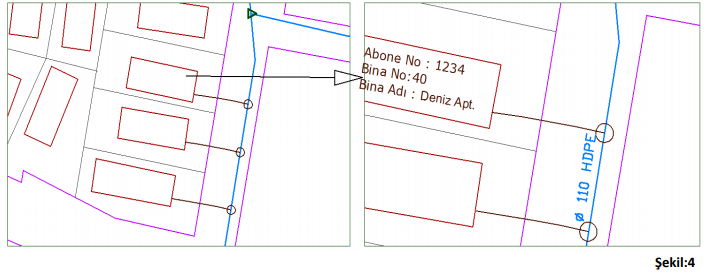 Abone No : 1234
Bina No:40
Bina Adı : Deniz Apt.
ø 110 HDPE
Şekil:4